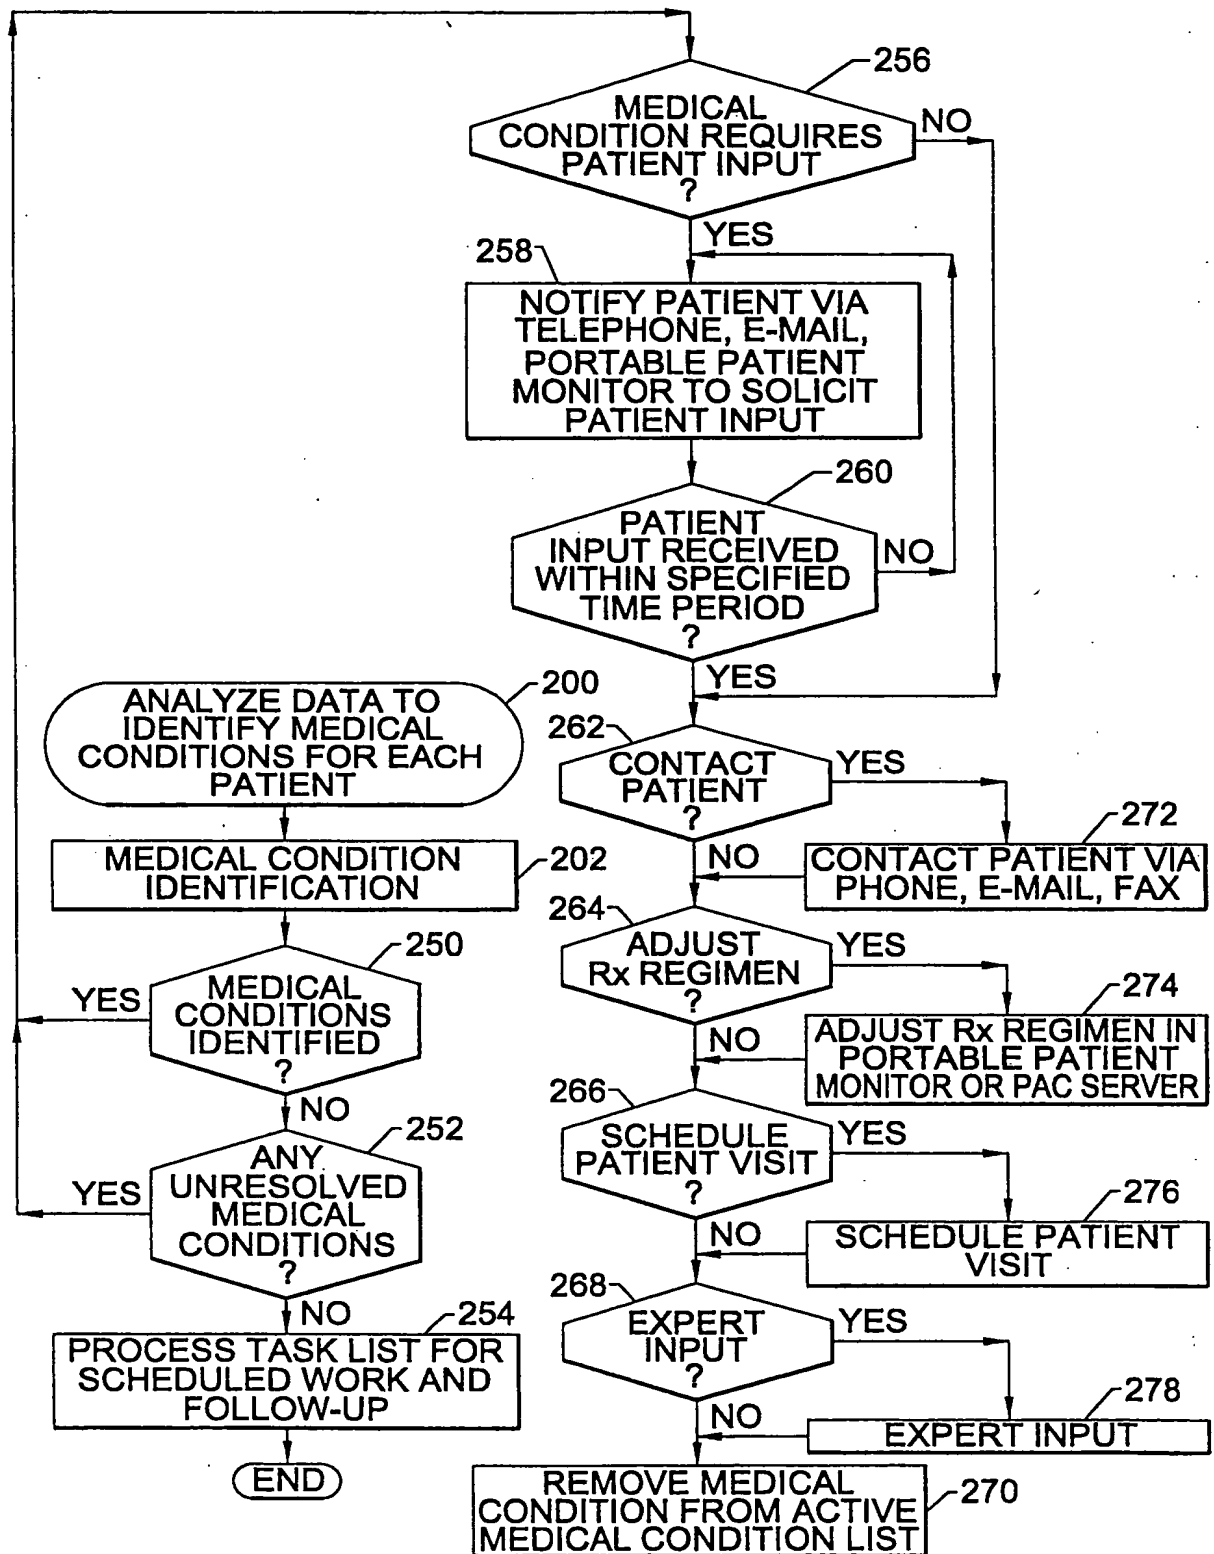 256
MEDICAL
CONDITION REQUIRES
PATIENT INPUT
?
NO
YES
258
NOTIFY PATIENT VIA
TELEPHONE, E-MAIL,
PORTABLE PATIENT
MONITOR TO SOLICIT
PATIENT INPUT
260
PATIENT
INPUT RECEIVED
WITHIN SPECIFIED
TIME PERIOD
?
NO
YES
200
ANALYZE DATA TO
IDENTIFY MEDICAL
CONDITIONS FOR EACH
PATIENT
202
MEDICAL CONDITION
IDENTIFICATION
250
MEDICAL
CONDITIONS
IDENTIFIED
?
YES
NO
252
ANY
UNRESOLVED
MEDICAL
CONDITIONS
?
YES
NO
254
PROCESS TASK LIST FOR
SCHEDULED WORK AND
FOLLOW-UP
END
262
CONTACT
PATIENT
?
YES
NO
272
CONTACT PATIENT VIA
PHONE, E-MAIL, FAX
264
ADJUST
Rx REGIMEN
?
YES
NO
274
ADJUST Rx REGIMEN IN
PORTABLE PATIENT
MONITOR OR PAC SERVER
266
SCHEDULE
PATIENT VISIT
?
YES
NO
276
SCHEDULE PATIENT
VISIT
268
EXPERT
INPUT
?
YES
NO
278
EXPERT INPUT
270
REMOVE MEDICAL
CONDITION FROM ACTIVE
MEDICAL CONDITION LIST